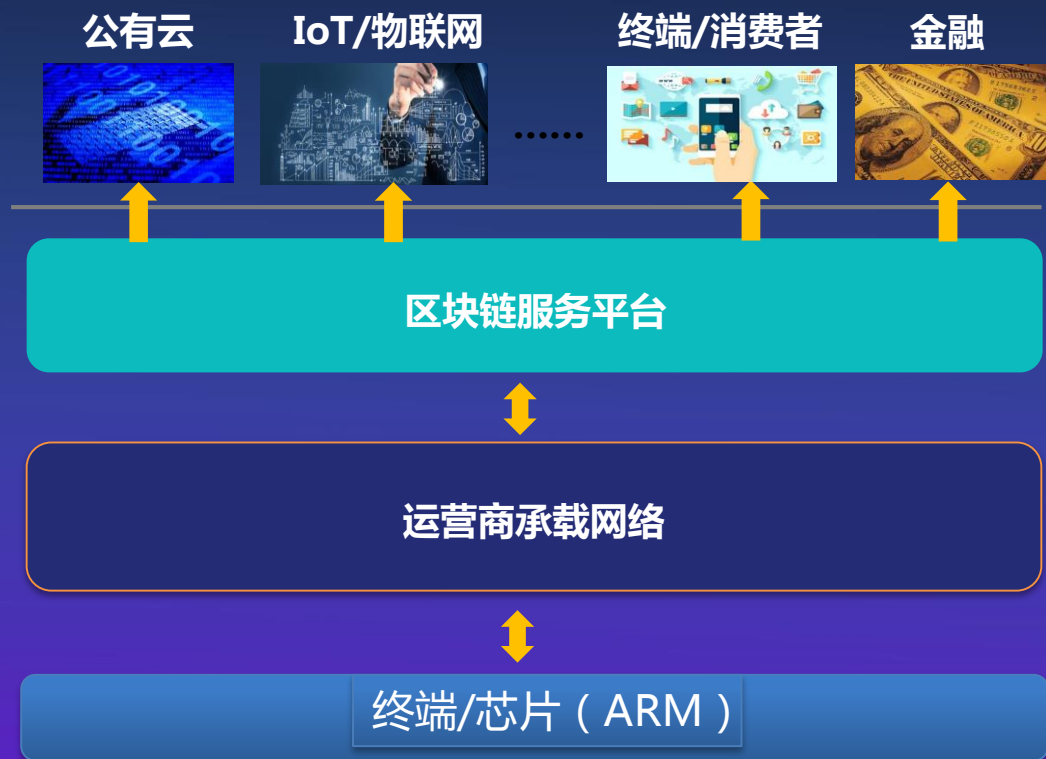 公有云
IoT/物联网
终端/消费者
金融
......
区块链服务平台
运营商承载网络
终端/芯片（ARM）